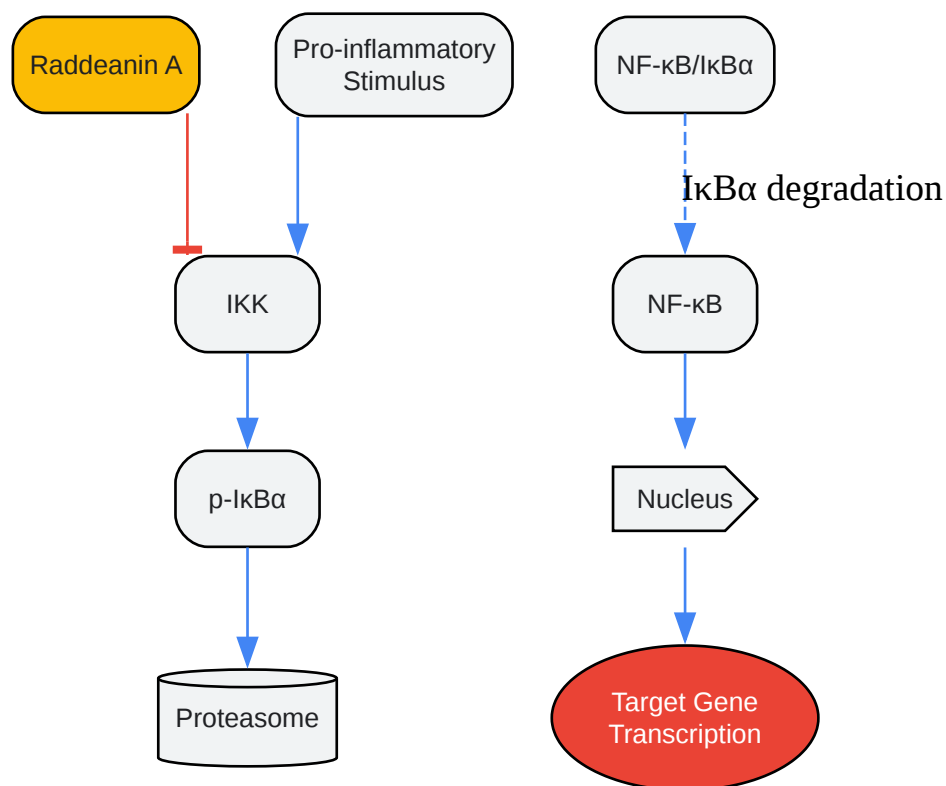 Raddeanin A
Pro-inflammatory
Stimulus
NF-κB/IκBα
IκBα degradation
IKK
NF-κB
p-IκBα
Nucleus
Proteasome
Target Gene
Transcription